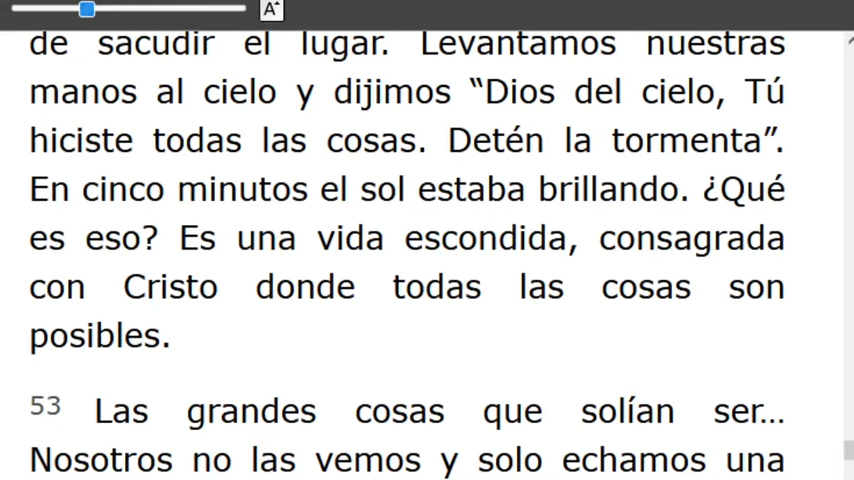 A
de sacudir el lugar. Levantamos nuestras
manos al cielo y dijimos “Dios del cielo, Tú
hiciste todas las cosas. Detén la tormenta”.
En cinco minutos el sol estaba brillando. ¿Qué
es eso? Es una vida escondida, consagrada
con Cristo donde todas las cosas son
posibles.
53 Las grandes cosas que solían ser...
Nosotros no las vemos y solo echamos una